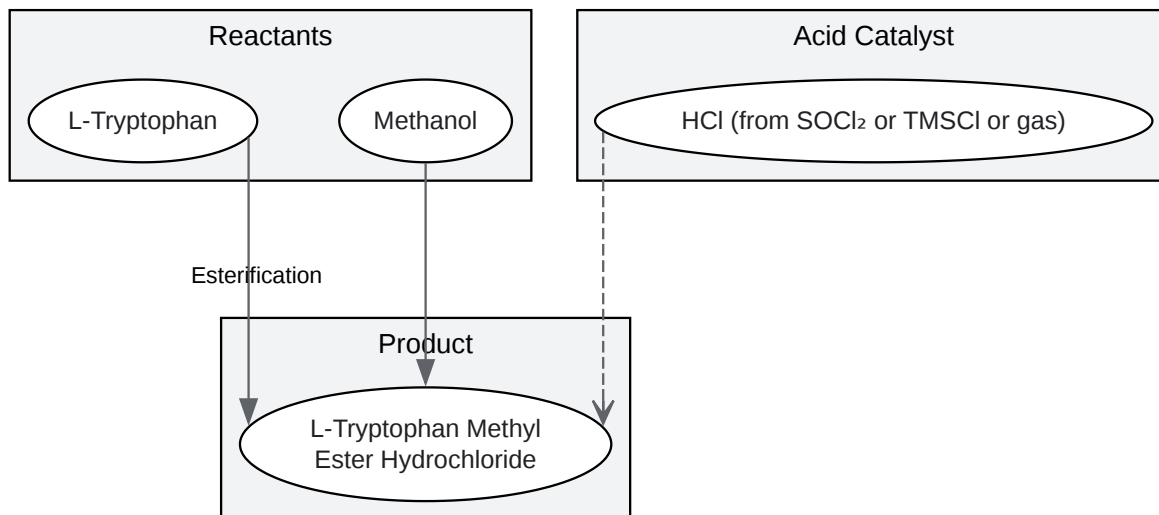 Reactants
Acid Catalyst
L-Tryptophan
Methanol
HCl (from SOCl₂ or TMSCl or gas)
Esterification
Product
L-Tryptophan Methyl
Ester Hydrochloride